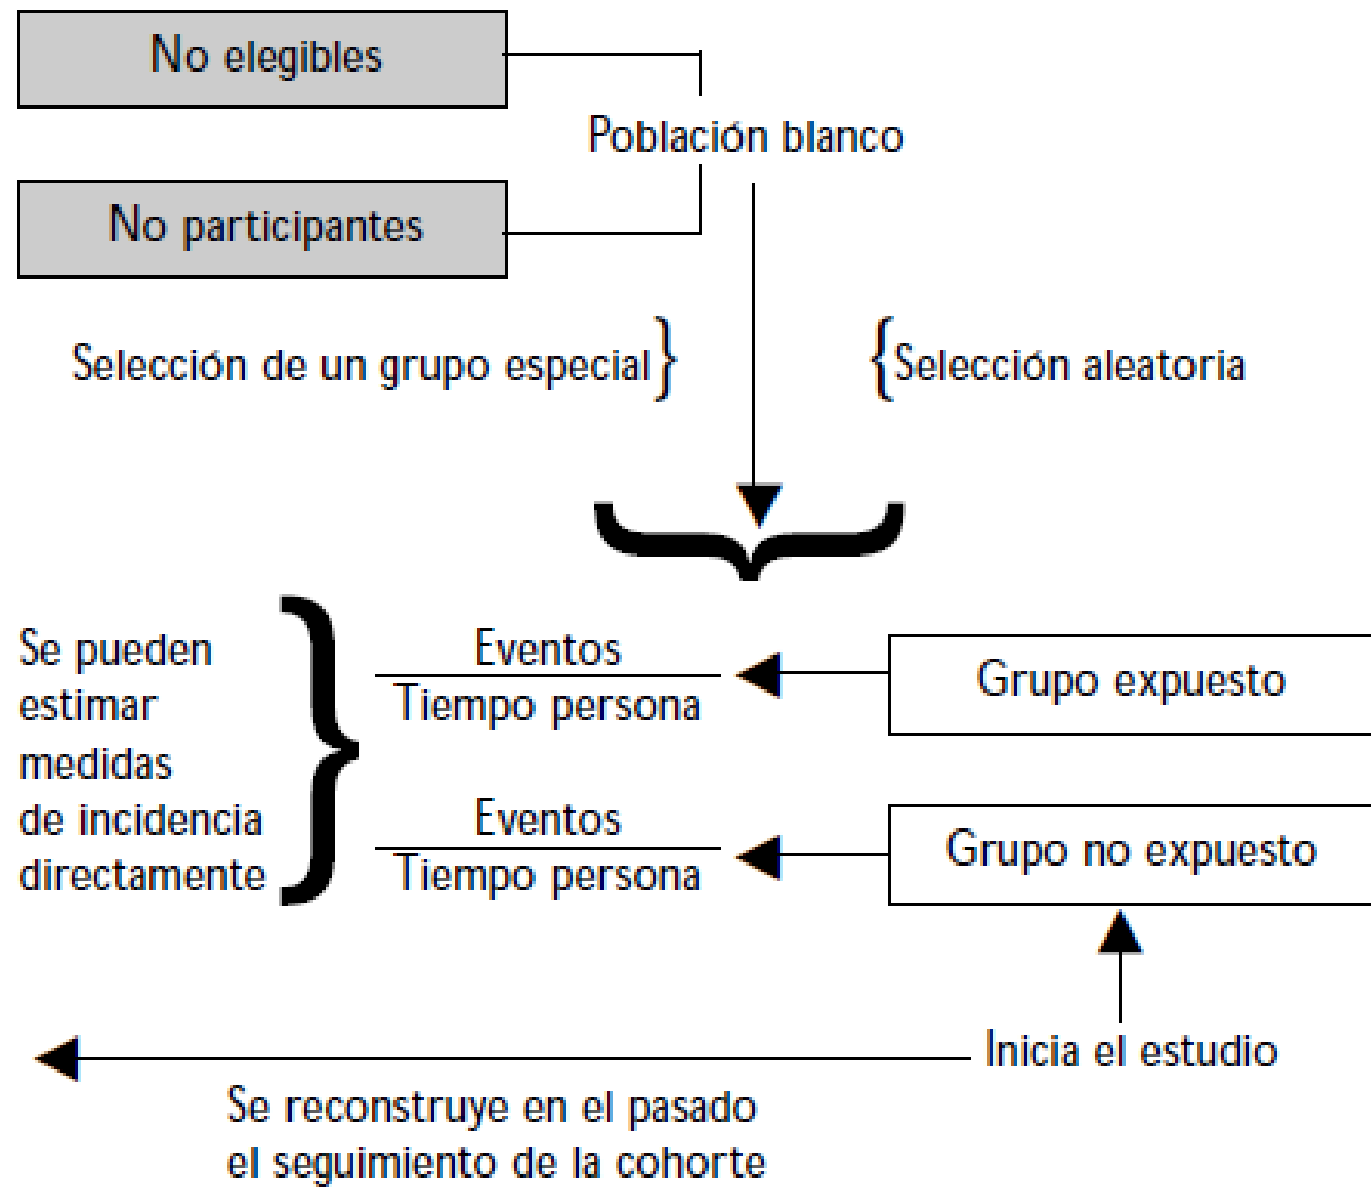 No elegibles
Población blanco
No participantes
Selección de un grupo especial
Selección aleatoria
Se pueden
estimar
medidas
de incidencia
directamente
Eventos
Tiempo persona
Grupo expuesto
Eventos
Tiempo persona
Grupo no expuesto
Inicia el estudio
Se reconstruye en el pasado
el seguimiento de la cohorte